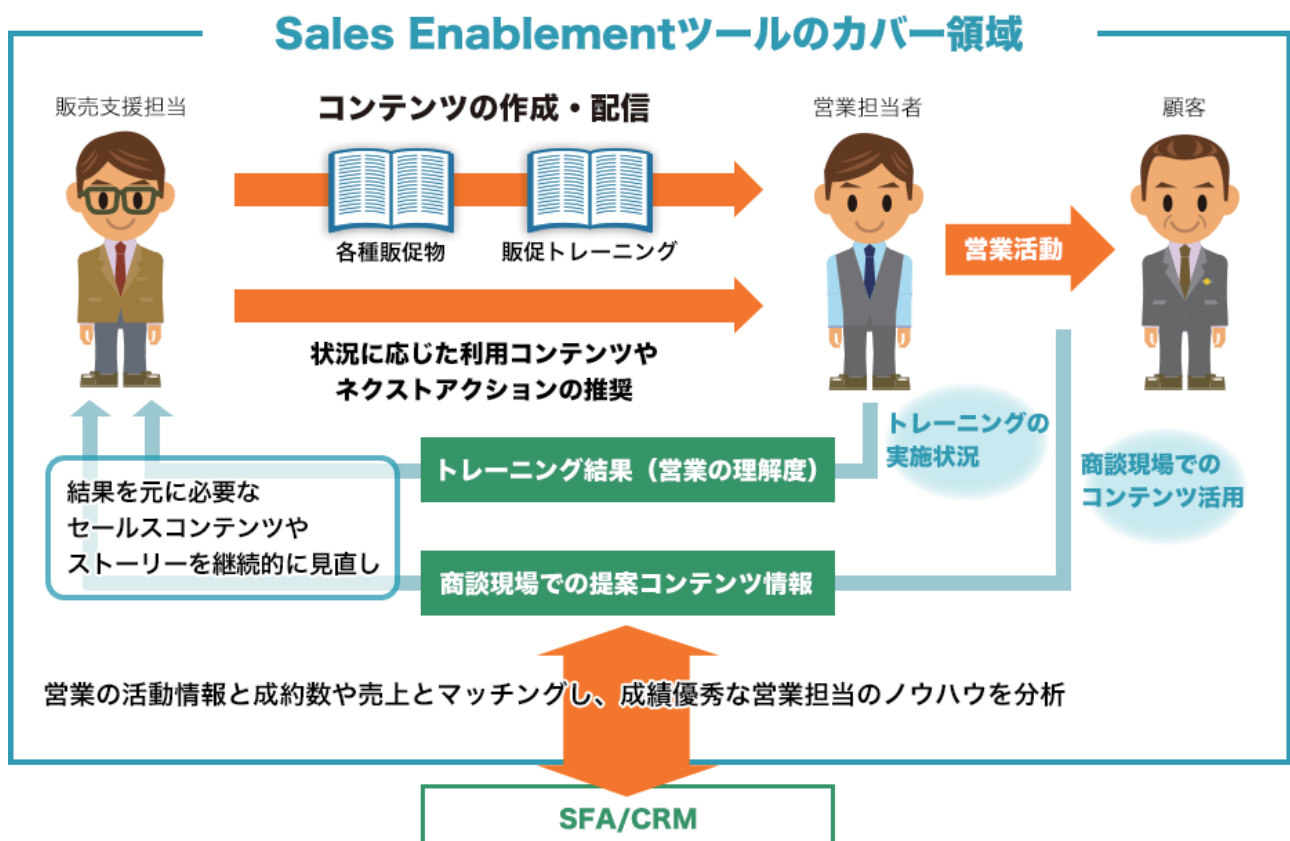 Sales Enablementツールのカバー領域
販売支援担当
コンテンツの作成・配信
営業担当者
顧客
各種販促物
販促トレーニング
営業活動
状況に応じた利用コンテンツや
ネクストアクションの推奨
トレーニングの
実施状況
トレーニング結果（営業の理解度）
商談現場での
コンテンツ活用
結果を元に必要な
セールスコンテンツや
ストーリーを継続的に見直し
商談現場での提案コンテンツ情報
営業の活動情報と成約数や売上とマッチングし、成績優秀な営業担当のノウハウを分析
SFA/CRM